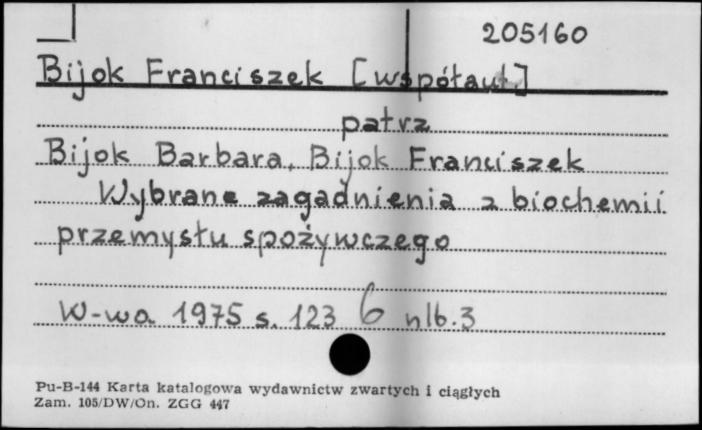 205160
Bijok Franciszek [współaut.]
patrz
Bijok Barbara, Bijok Franciszek
Wybrane zagadnienia z biochemii
przemysłu spożywczego
W-wa 1975 s. 123 6 nlb. 3
Pu-B-144 Karta katalogowa wydawnictw zwartych i ciągłych
Zam. 105/DW/On. ZGG 447